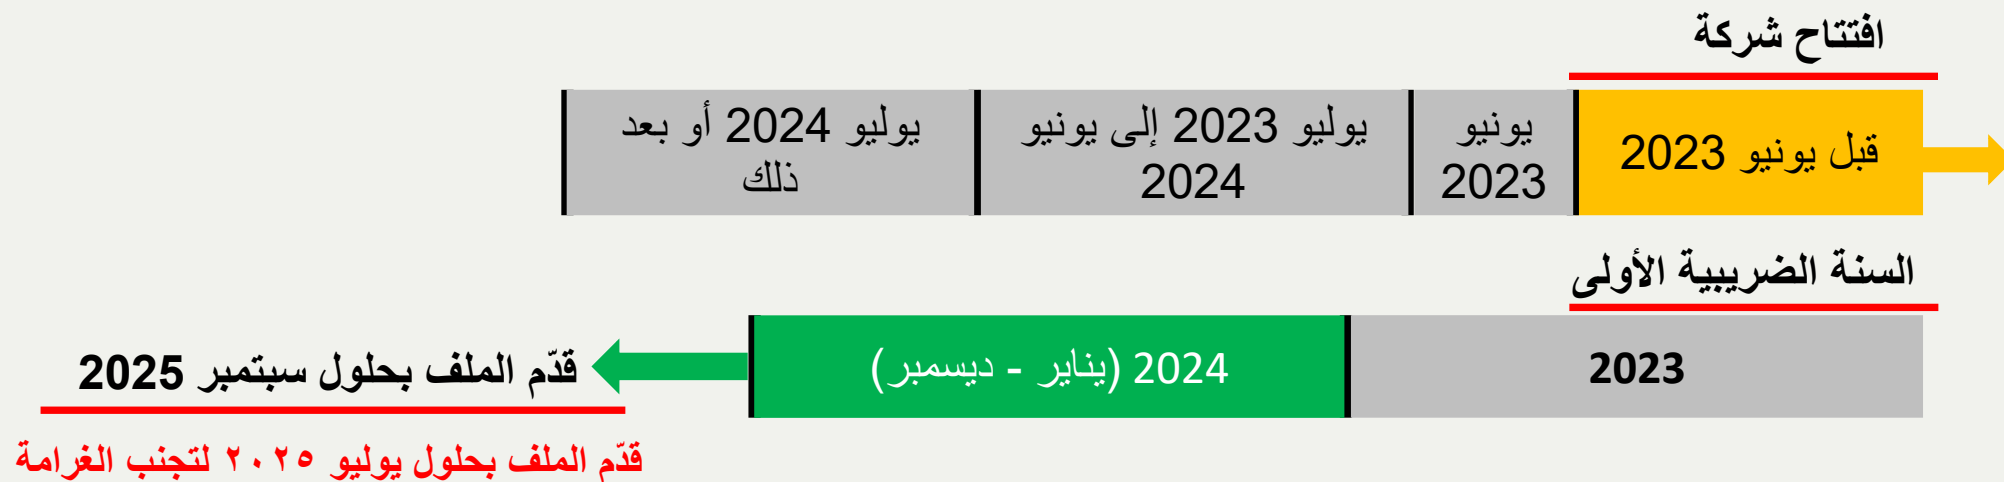 افتتاح شركة
قبل يونيو 2023
يونيو
2023
يوليو 2023 إلى يونيو
2024
يوليو 2024 أو بعد
ذلك
السنة الضريبية الأولى
2023
2024 (يناير - ديسمبر)
قدّم الملف بحلول سبتمبر 2025
قدّم الملف بحلول يوليو ٢٠٢٥ لتجنب الغرامة